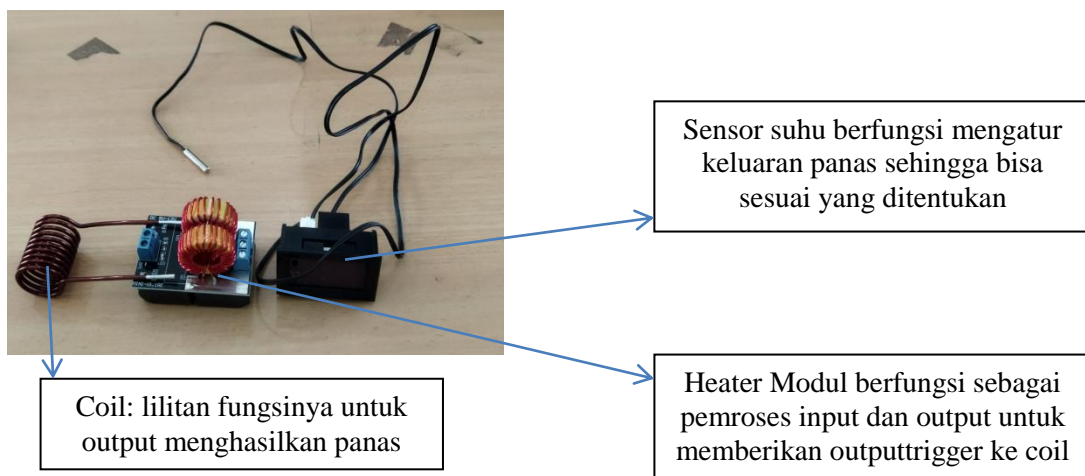 Sensor suhu berfungsi mengatur
keluaran panas sehingga bisa
sesuai yang ditentukan
Coil: lilitan fungsinya untuk
output menghasilkan panas
Heater Modul berfungsi sebagai
pemroses input dan output untuk
memberikan outputtrigger ke coil